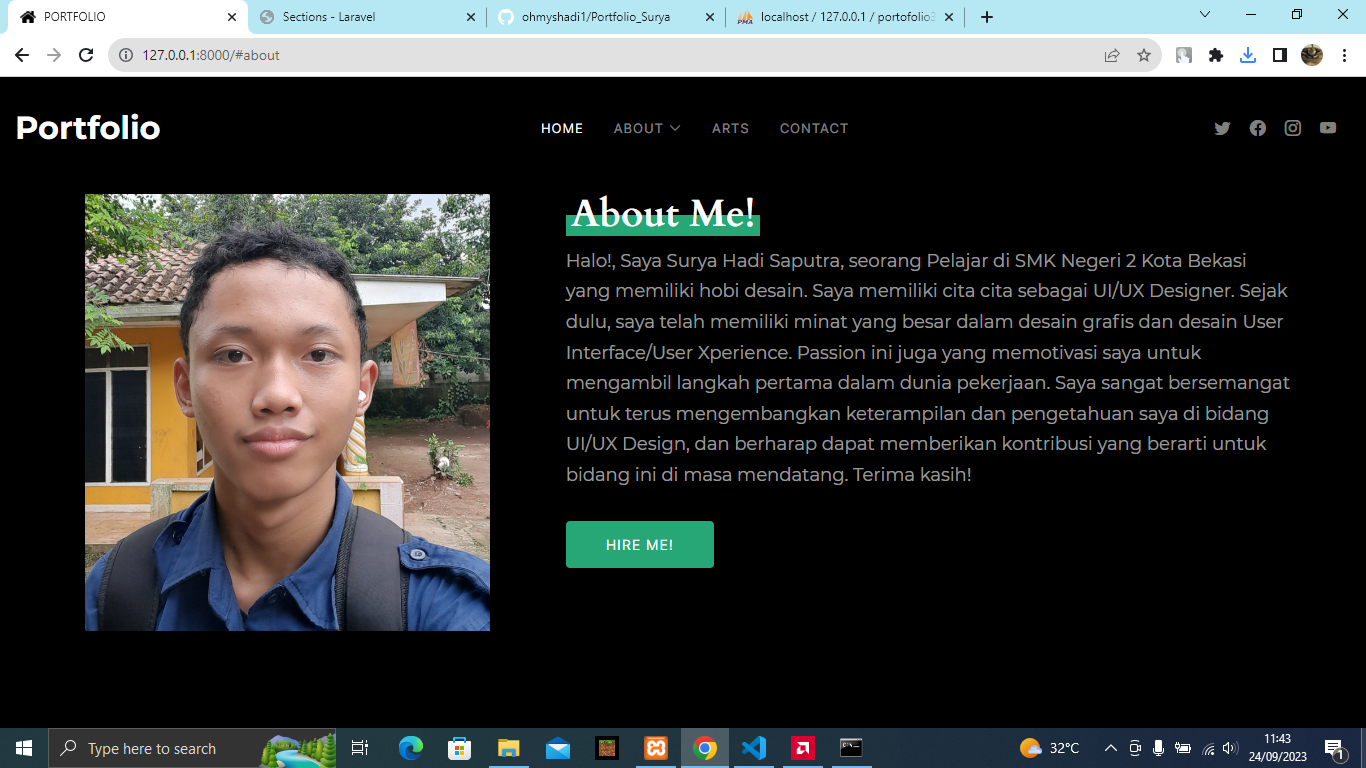 PORTFOLIO
Sections - Laravel
ohmyshadi1/Portfolio_Surya
localhost / 127.0.0.1 / portofolio3
127.0.0.1:8000/#about
Portfolio
HOME
ABOUT
ARTS
CONTACT
About Me!
Halo!, Saya Surya Hadi Saputra, seorang Pelajar di SMK Negeri 2 Kota Bekasi
yang memiliki hobi desain. Saya memiliki cita cita sebagai UI/UX Designer. Sejak
dulu, saya telah memiliki minat yang besar dalam desain grafis dan desain User
Interface/User Xperience. Passion ini juga yang memotivasi saya untuk
mengambil langkah pertama dalam dunia pekerjaan. Saya sangat bersemangat
untuk terus mengembangkan keterampilan dan pengetahuan saya di bidang
UI/UX Design, dan berharap dapat memberikan kontribusi yang berarti untuk
bidang ini di masa mendatang. Terima kasih!
HIRE ME!
Type here to search
32°C
11:43
24/09/2023
1